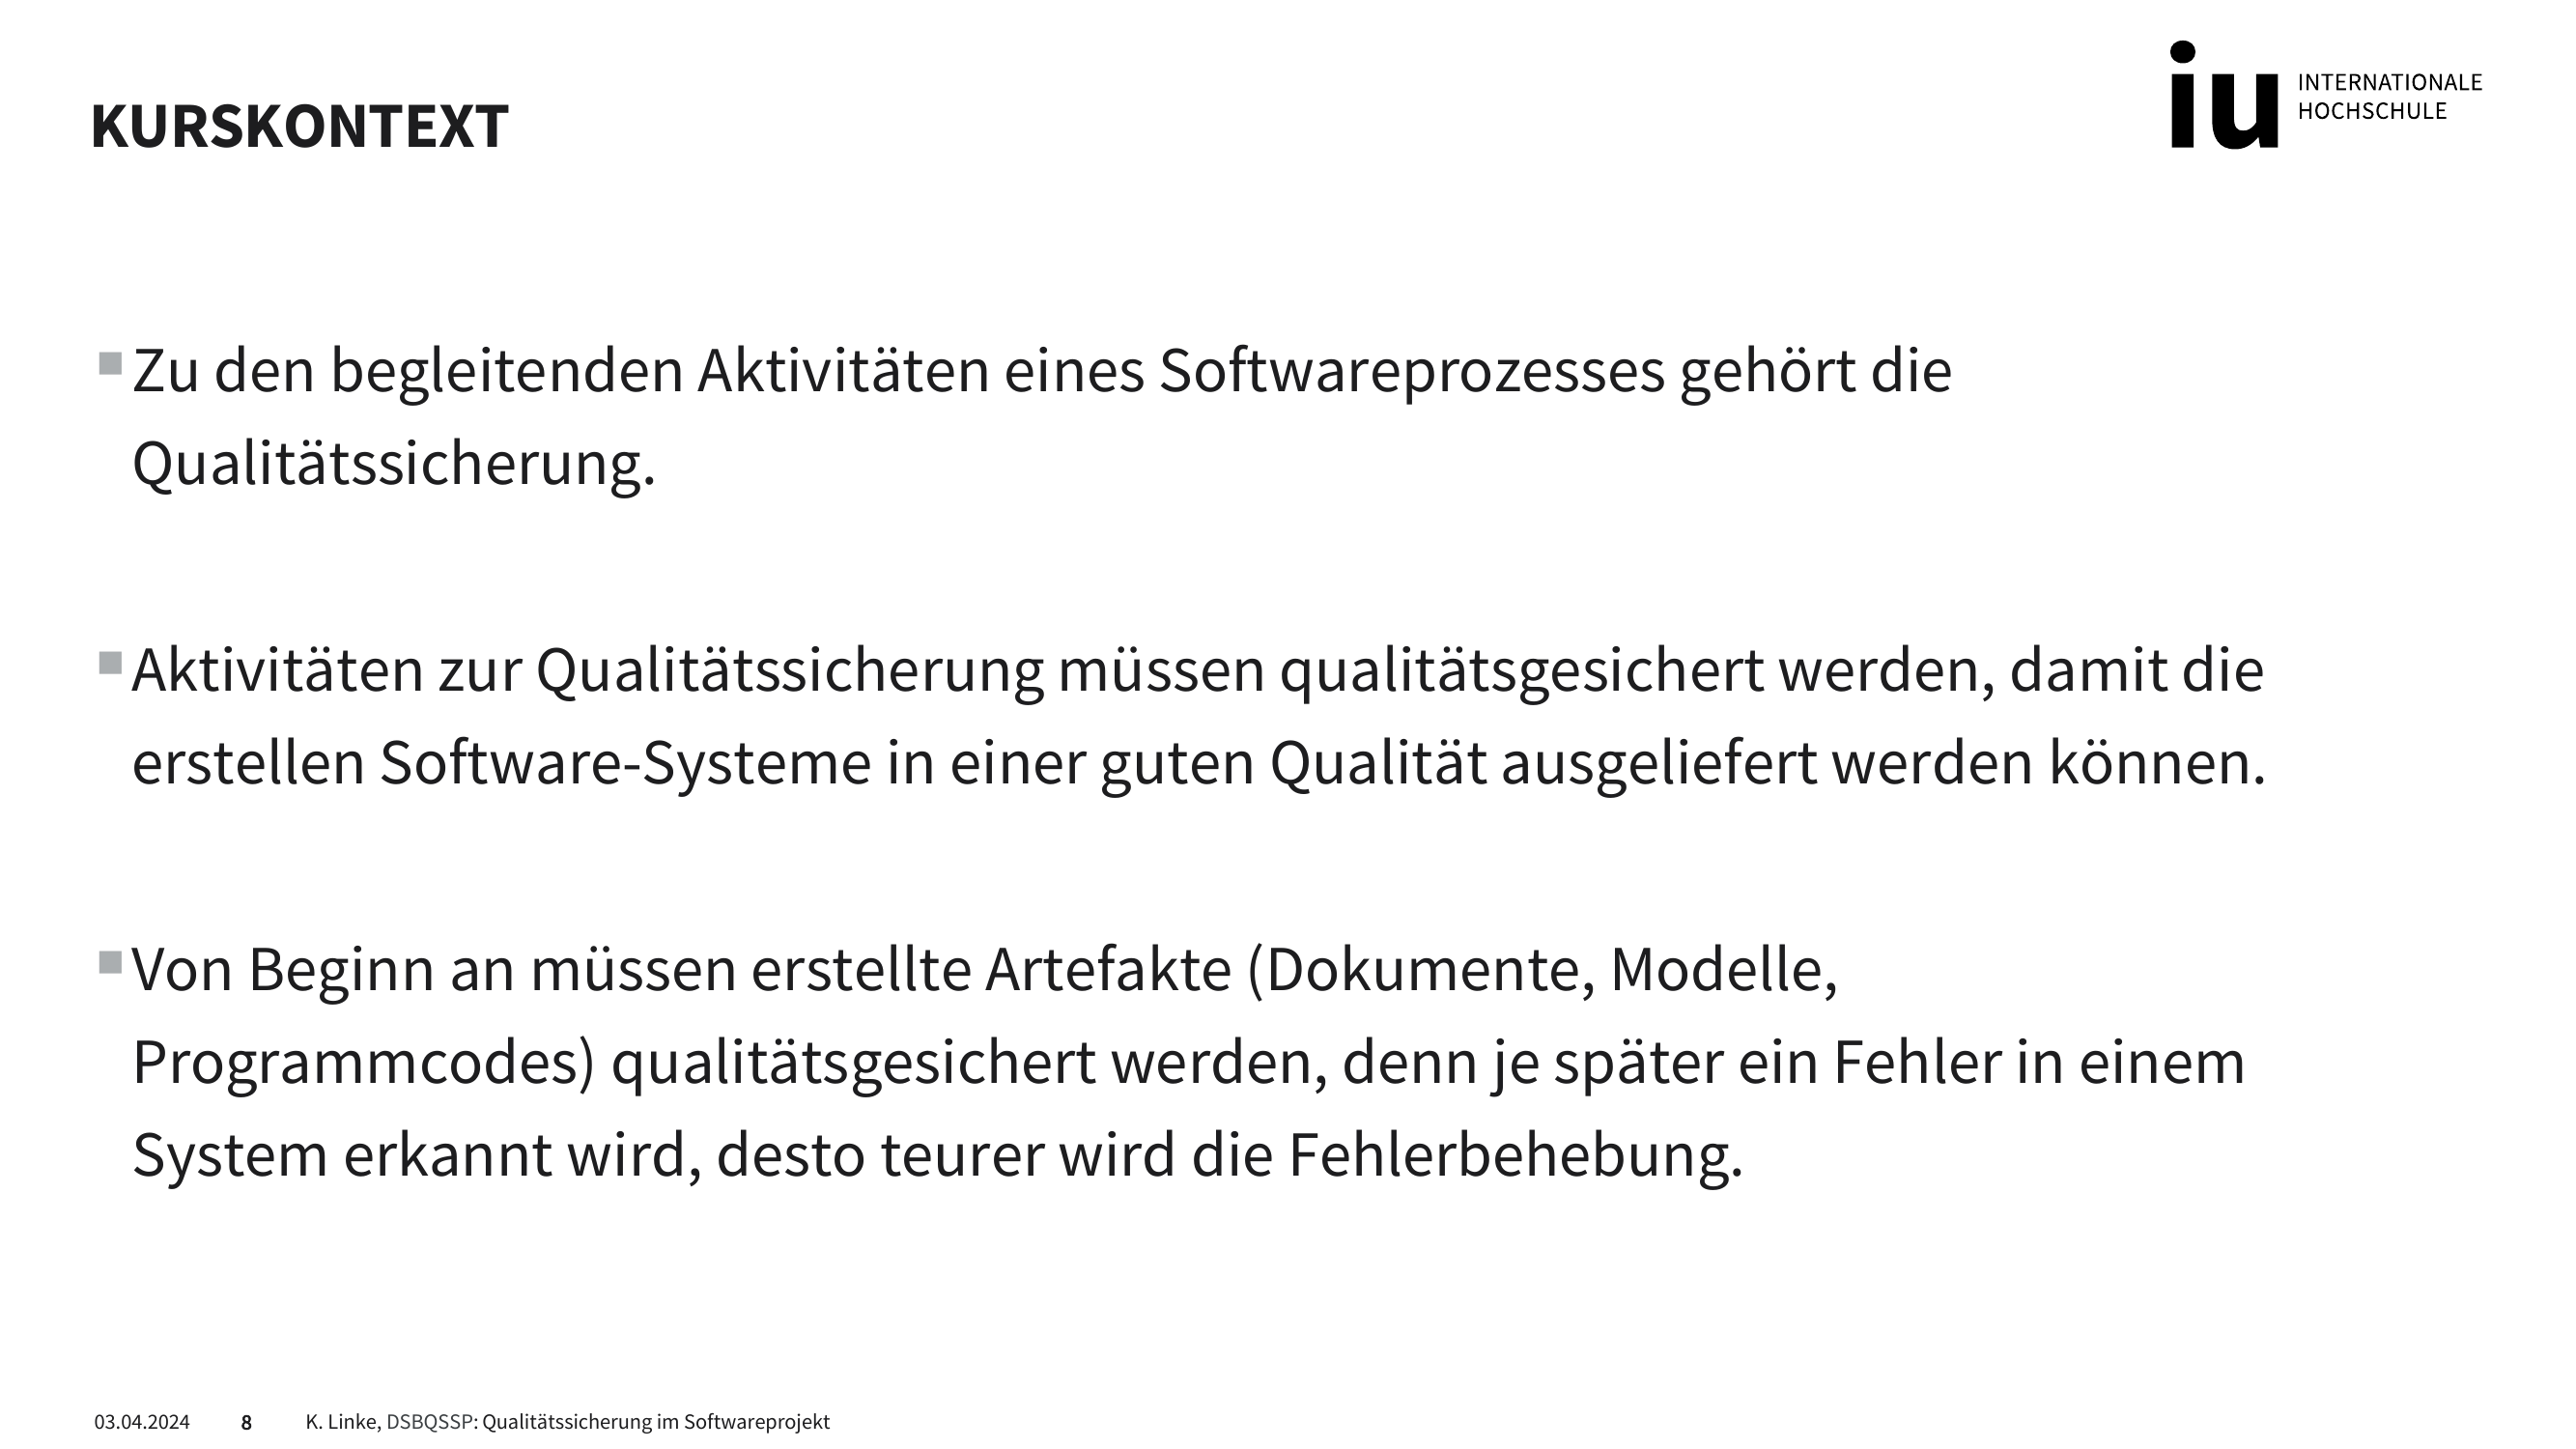 KURSKONTEXT
iu INTERNATIONALE
HOCHSCHULE
Zu den begleitenden Aktivitäten eines Softwareprozesses gehört die
Qualitätssicherung.
Aktivitäten zur Qualitätssicherung müssen qualitätsgesichert werden, damit die
erstellen Software-Systeme in einer guten Qualität ausgeliefert werden können.
Von Beginn an müssen erstellte Artefakte (Dokumente, Modelle,
Programmcodes) qualitätsgesichert werden, denn je später ein Fehler in einem
System erkannt wird, desto teurer wird die Fehlerbehebung.
03.04.2024 8 K. Linke, DSBQSSP: Qualitätssicherung im Softwareprojekt